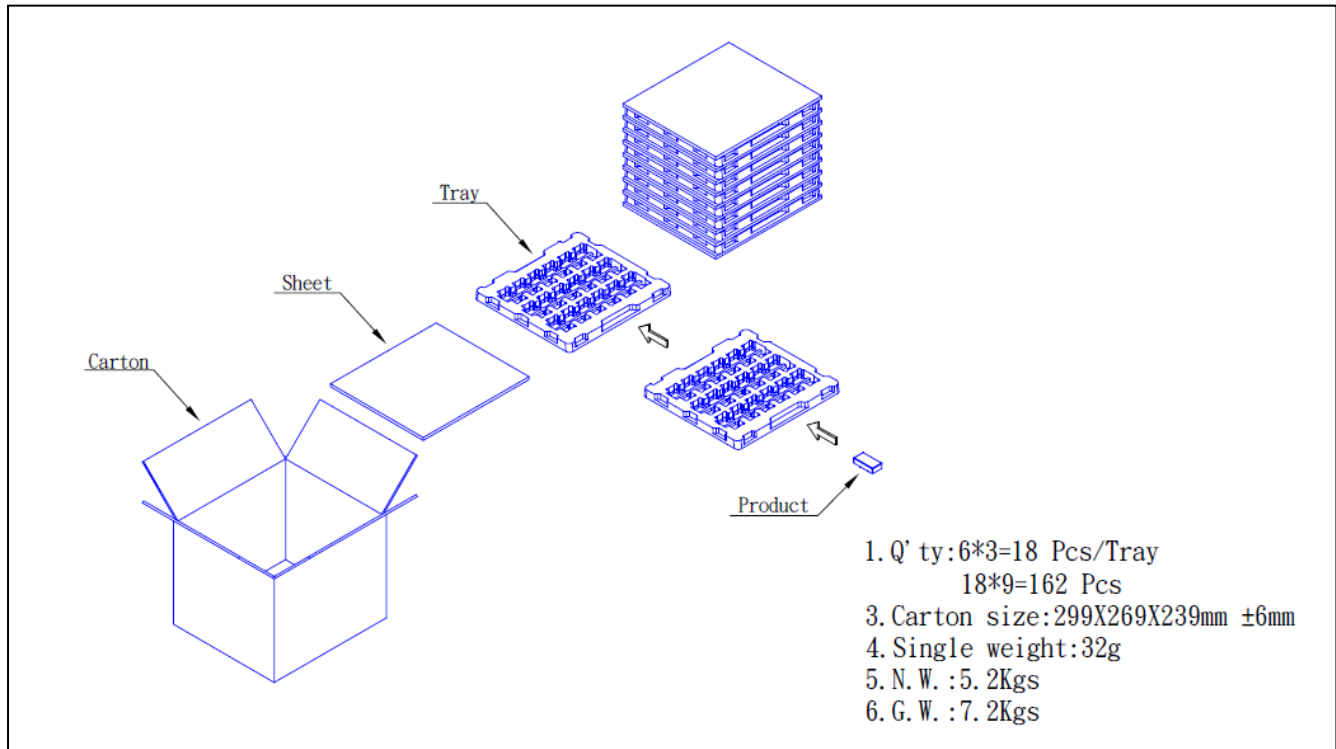 Tray
Sheet
Carton
Product
1.Q'ty:6*3=18 Pcs/Tray
18*9=162 Pcs
3.Carton size:299X269X239mm ±6mm
4.Single weight:32g
5.N.W.:5.2Kgs
6.G.W.:7.2Kgs